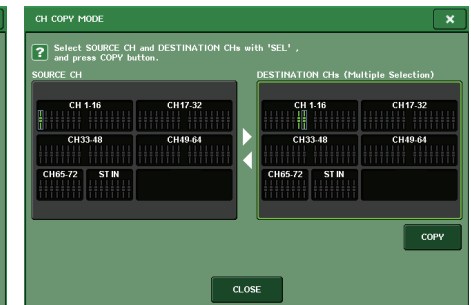 CH COPY MODE
Select SOURCE CH and DESTINATION CHs with 'SEL' ,
and press COPY button.
SOURCE CH
DESTINATION CHs (Multiple Selection)
CH 1-16
CH17-32
CH 1-16
CH17-32
CH33-48
CH49-64
CH33-48
CH49-64
CH65-72
ST IN
CH65-72
ST IN
COPY
CLOSE